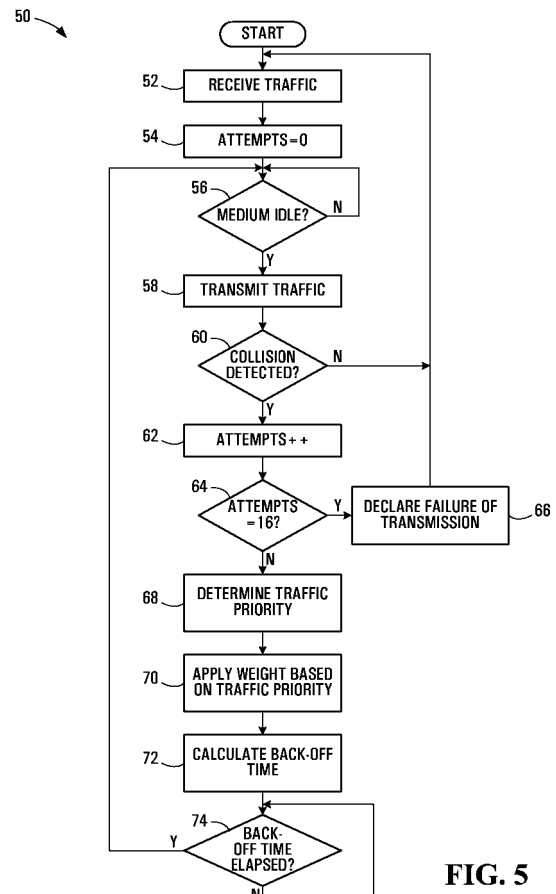 50
START
52
RECEIVE TRAFFIC
54
ATTEMPTS=0
56
MEDIUM IDLE?
N
Y
58
TRANSMIT TRAFFIC
60
COLLISION
DETECTED?
N
Y
62
ATTEMPTS++
64
ATTEMPTS
=16?
Y
DECLARE FAILURE OF
TRANSMISSION
66
N
68
DETERMINE TRAFFIC
PRIORITY
70
APPLY WEIGHT BASED
ON TRAFFIC PRIORITY
72
CALCULATE BACK-OFF
TIME
74
Y
BACK-
OFF TIME
ELAPSED?
N
FIG. 5